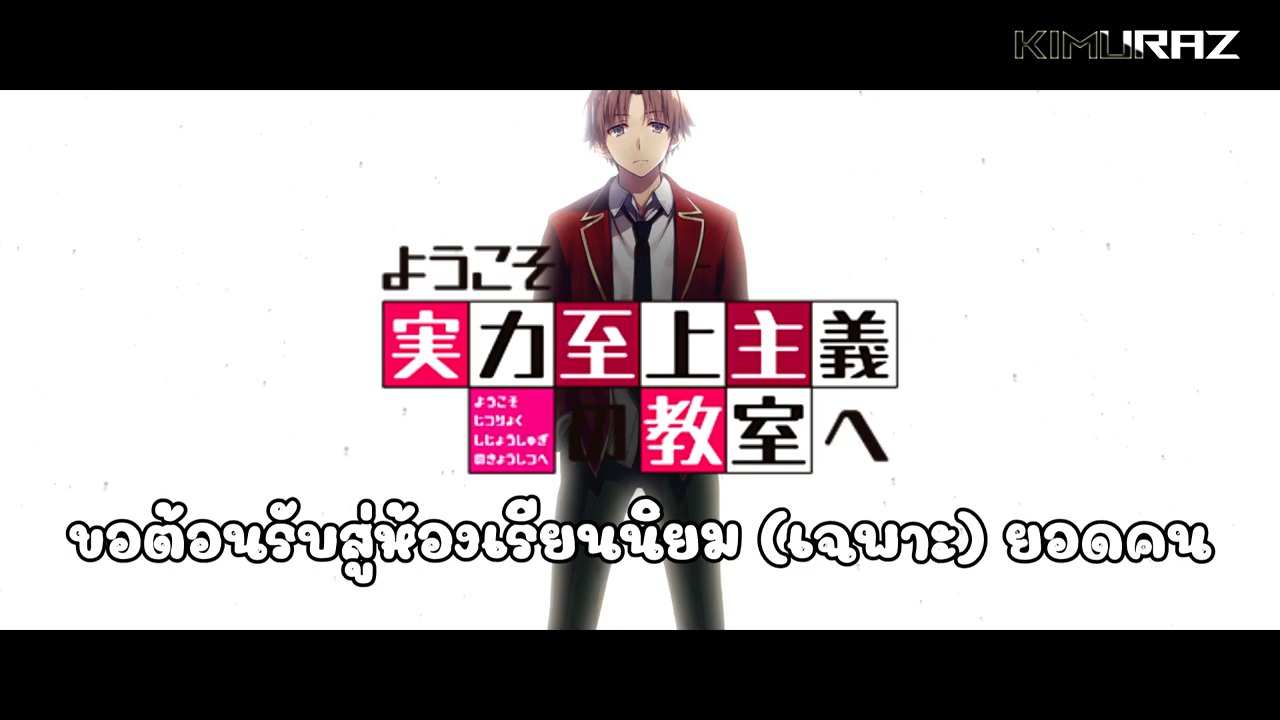 KIMURAZ
ようこそ
実力至上主義
ようこそ
じつりょく
しじょうしゅぎ
のきょうしつへ
の教室へ
ขอต้อนรับสู่ห้องเรียนนิยม (เฉพาะ) ยอดคน